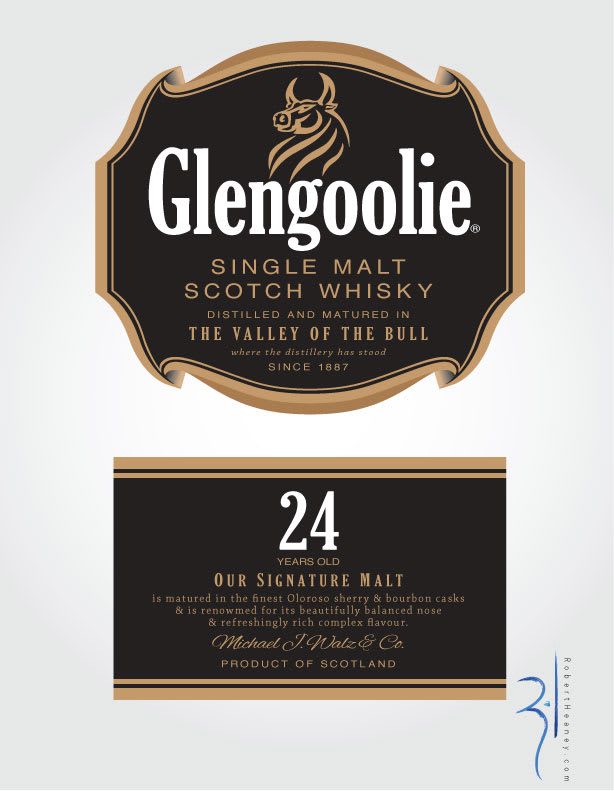 Glengoolie®
SINGLE MALT
SCOTCH WHISKY
DISTILLED AND MATURED IN
THE VALLEY OF THE BULL
where the distillery has stood
SINCE 1887
24
YEARS OLD
OUR SIGNATURE MALT
is matured in the finest Oloroso sherry & bourbon casks
& is renowmed for its beautifully balanced nose
& refreshingly rich complex flavour.
Michael J. Walz & Co.
PRODUCT OF SCOTLAND
RobertHeaney.com